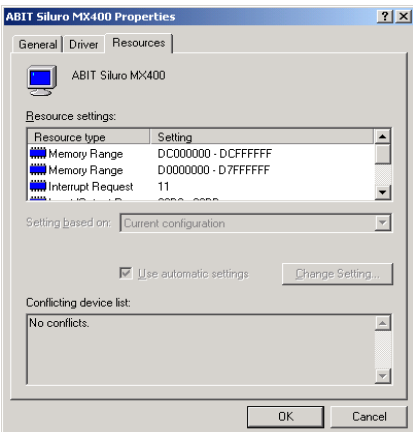 ABIT Siluro MX400 Properties
General Driver Resources
ABIT Siluro MX400
Resource settings:
Resource type Setting
Memory Range DC000000 - DCFFFFFF
Memory Range D0000000 - D7FFFFFF
Interrupt Request 11
Setting based on: Current configuration
Use automatic settings Change Setting...
Conflicting device list:
No conflicts.
OK Cancel